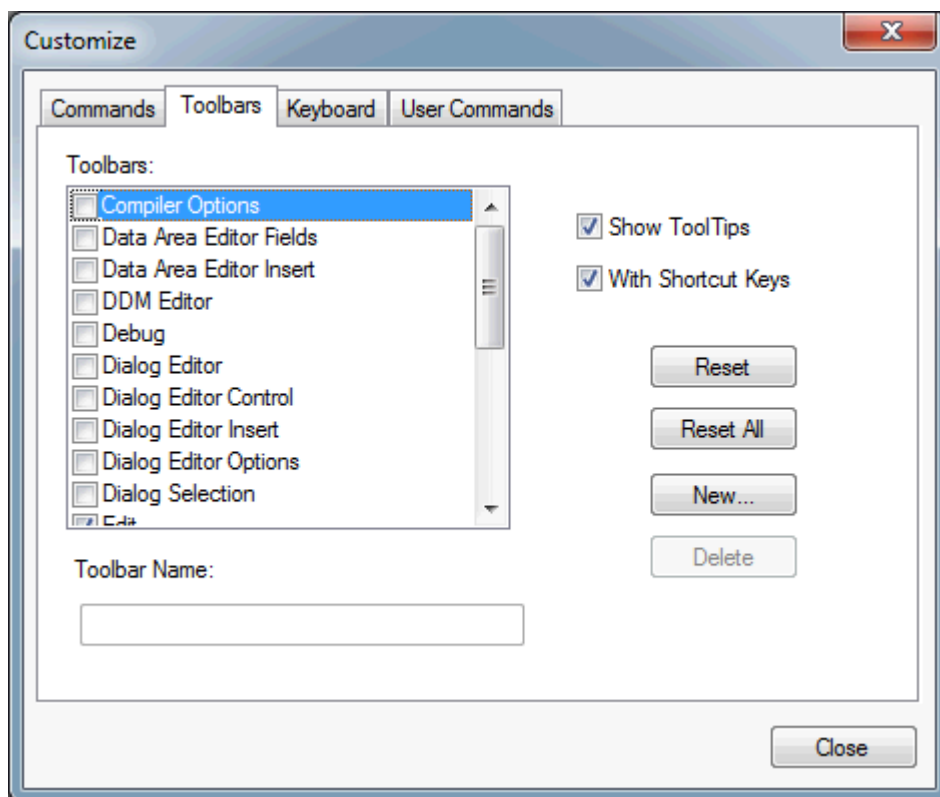 Customize
Commands Toolbars Keyboard User Commands
Toolbars:
Compiler Options
Data Area Editor Fields
Data Area Editor Insert
DDM Editor
Debug
Dialog Editor
Dialog Editor Control
Dialog Editor Insert
Dialog Editor Options
Dialog Selection
Edit
Show ToolTips
With Shortcut Keys
Reset
Reset All
New...
Delete
Toolbar Name:
Close